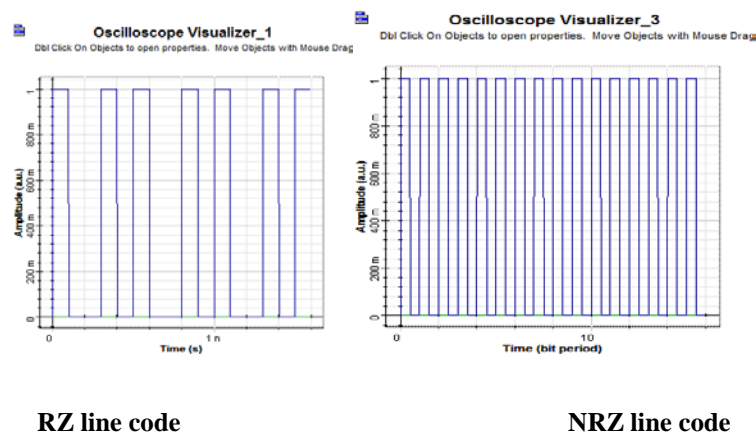 Oscilloscope Visualizer_1
Dbl Click On Objects to open properties. Move Objects with Mouse Drag
1
800 m
600 m
400 m
200 m
0
Amplitude (a.u.)
0
1 n
Time (s)
Oscilloscope Visualizer_3
Dbl Click On Objects to open properties. Move Objects with Mouse Drag
1
800 m
600 m
400 m
200 m
0
Amplitude (a.u.)
0
10
Time (bit period)
RZ line code
NRZ line code